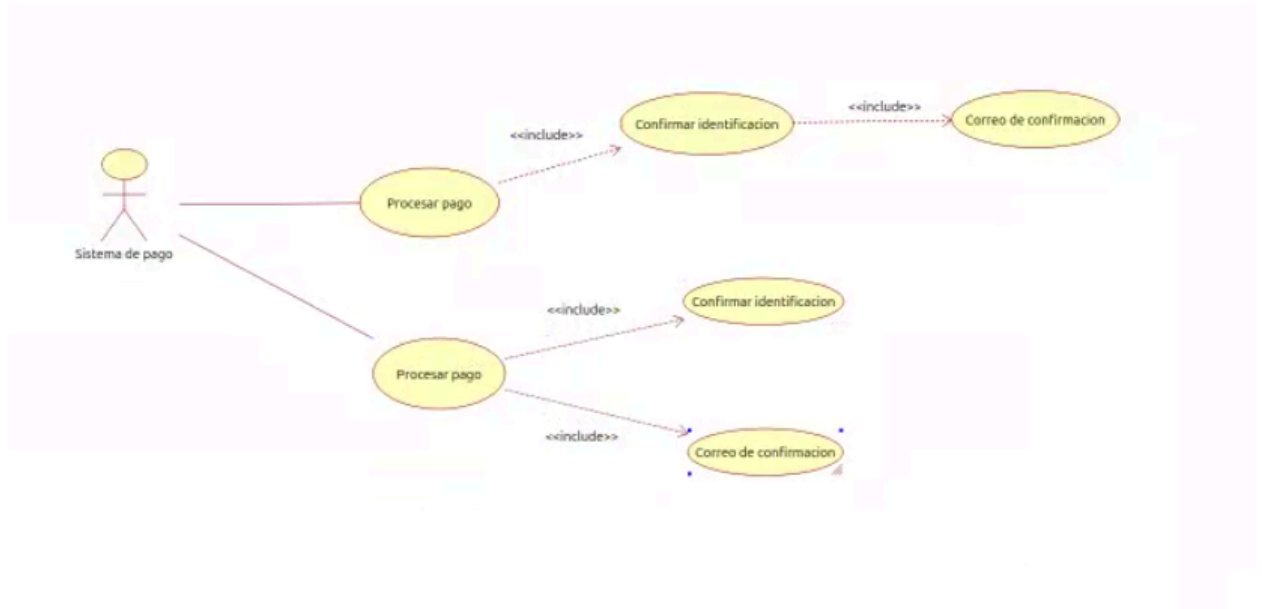 <<include>>
Correo de confirmacion
Confirmar identificacion
<<include>>
Procesar pago
Sistema de pago
<<include>>
Confirmar identificacion
Procesar pago
<<include>>
Correo de confirmacion